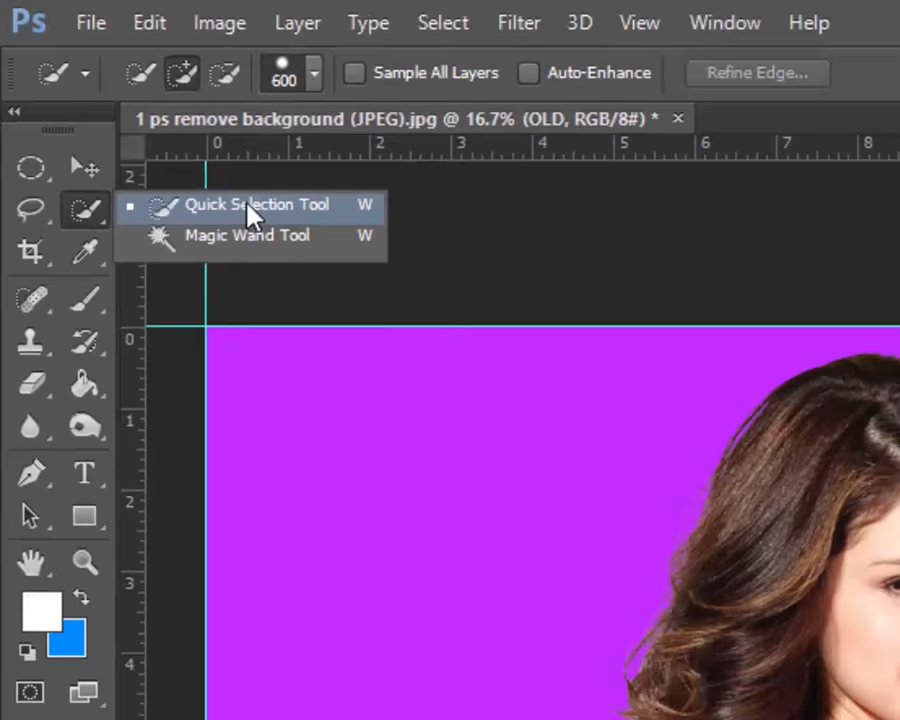 Ps File Edit Image Layer Type Select Filter 3D View Window Help
600 Sample All Layers Auto-Enhance Refine Edge...
1 ps remove background (JPEG).jpg @ 16.7% (OLD, RGB/8#) * ×
0 1 2 3 4 5 6 7 8
2
Quick Selection Tool W
Magic Wand Tool W
0
1
2
T
3
4